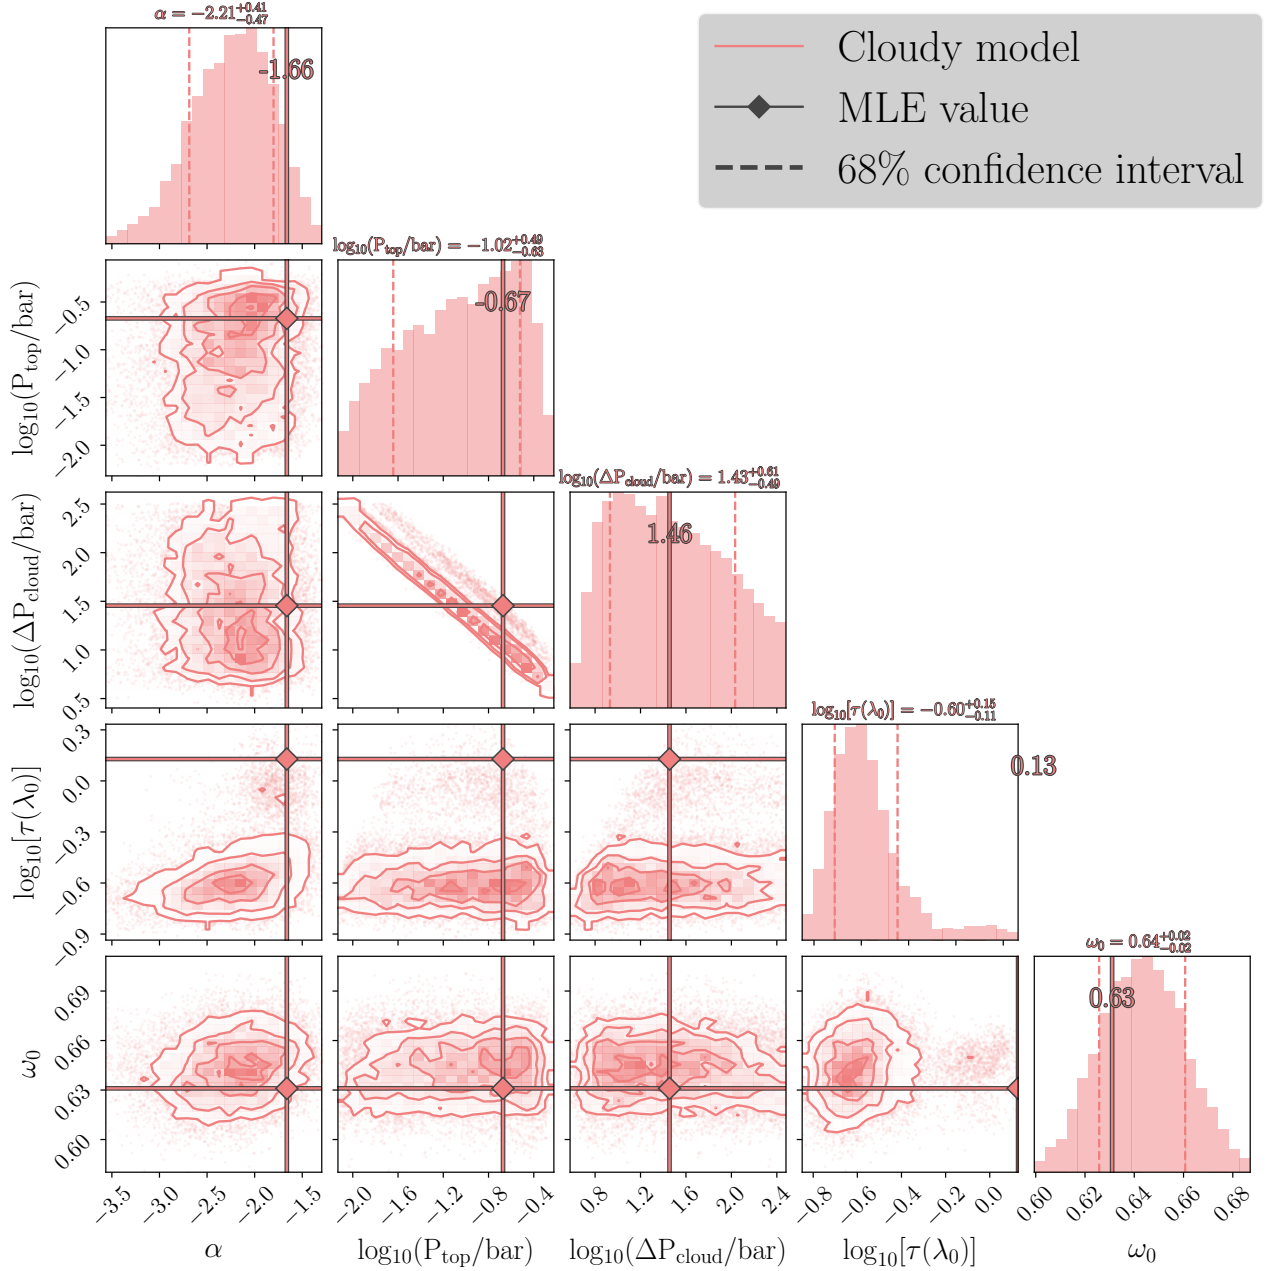 α = −2.21+0.41−0.47
-1.66
Cloudy model
MLE value
68% confidence interval
log10(Ptop/bar) = −1.02+0.49−0.63
-0.67
log10(Ptop/bar)
−0.5
−1.0
−1.5
−2.0
log10(ΔPcloud/bar) = 1.43+0.61−0.49
1.46
log10(ΔPcloud/bar)
2.5
2.0
1.5
1.0
0.5
log10[τ(λ0)] = −0.60+0.15−0.11
0.13
log10[τ(λ0)]
0.3
0.0
−0.3
−0.6
−0.9
ω0 = 0.64+0.02−0.02
0.63
ω0
0.69
0.66
0.63
0.60
−3.5 −3.0 −2.5 −2.0 −1.5
−2.0 −1.6 −1.2 −0.8 −0.4
0.8 1.2 1.6 2.0 2.4
−0.8 −0.6 −0.4 −0.2 0.0
0.60 0.62 0.64 0.66 0.68
α
log10(Ptop/bar)
log10(ΔPcloud/bar)
log10[τ(λ0)]
ω0